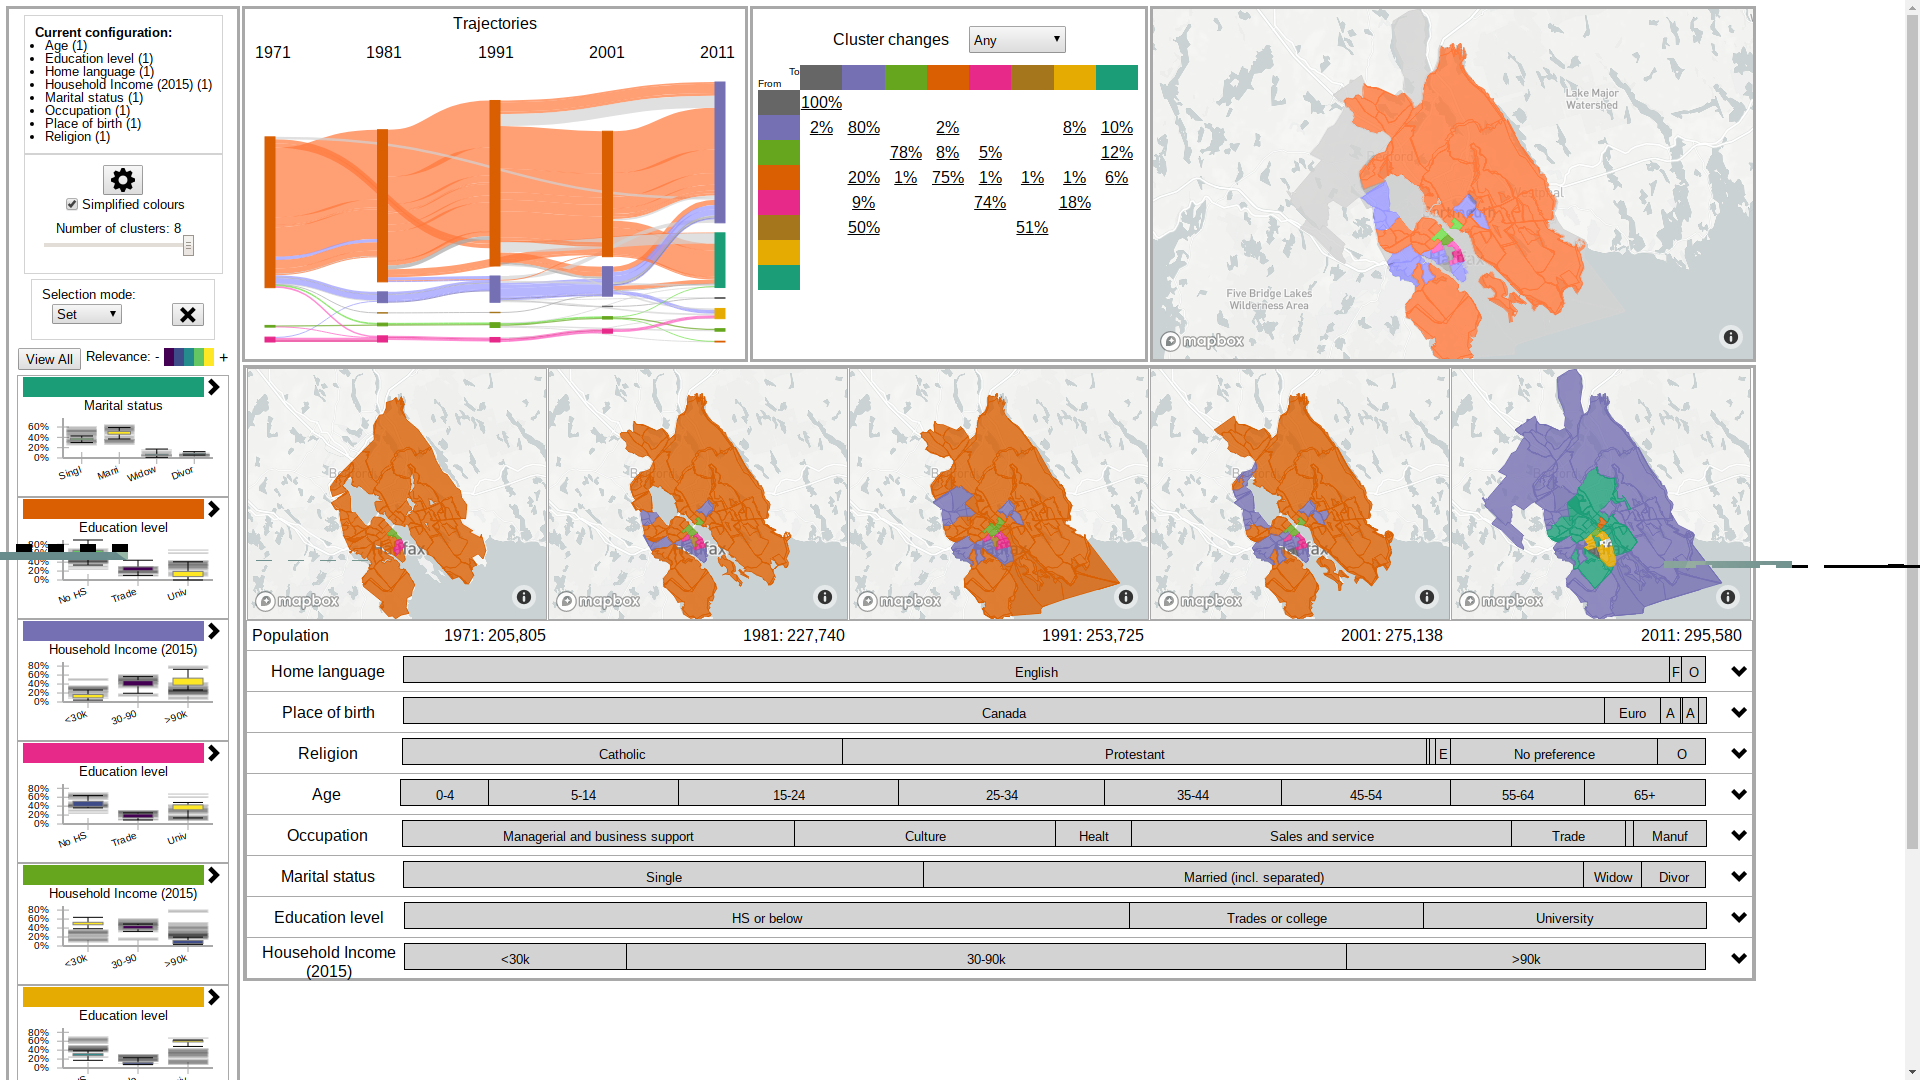 Current configuration:
Age (1)
Education level (1)
Home language (1)
Household Income (2015) (1)
Marital status (1)
Occupation (1)
Place of birth (1)
Religion (1)
Simplified colours
Number of clusters: 8
Selection mode:
Set
View All Relevance: - +
Marital status
60%
40%
20%
0%
Singl Marri Widow Divor
Education level
80%
40%
20%
0%
No HS Trade Univ
Household Income (2015)
80%
60%
40%
20%
0%
<30k 30-90 >90k
Education level
80%
60%
40%
20%
0%
No HS Trade Univ
Household Income (2015)
80%
60%
40%
20%
0%
<30k 30-90 >90k
Education level
80%
60%
40%
20%
0%
Trajectories
1971 1981 1991 2001 2011
Cluster changes Any
To
From
100%
2% 80% 2% 8% 10%
78% 8% 5% 12%
20% 1% 75% 1% 1% 1% 6%
9% 74% 18%
50% 51%
Lake Major
Watershed
Five Bridge Lakes
Wilderness Area
mapbox
Halifax
mapbox
mapbox
mapbox
mapbox
mapbox
Population 1971: 205,805 1981: 227,740 1991: 253,725 2001: 275,138 2011: 295,580
Home language English F O
Place of birth Canada Euro A A
Religion Catholic Protestant E No preference O
Age 0-4 5-14 15-24 25-34 35-44 45-54 55-64 65+
Occupation Managerial and business support Culture Healt Sales and service Trade Manuf
Marital status Single Married (incl. separated) Widow Divor
Education level HS or below Trades or college University
Household Income
(2015) <30k 30-90k >90k